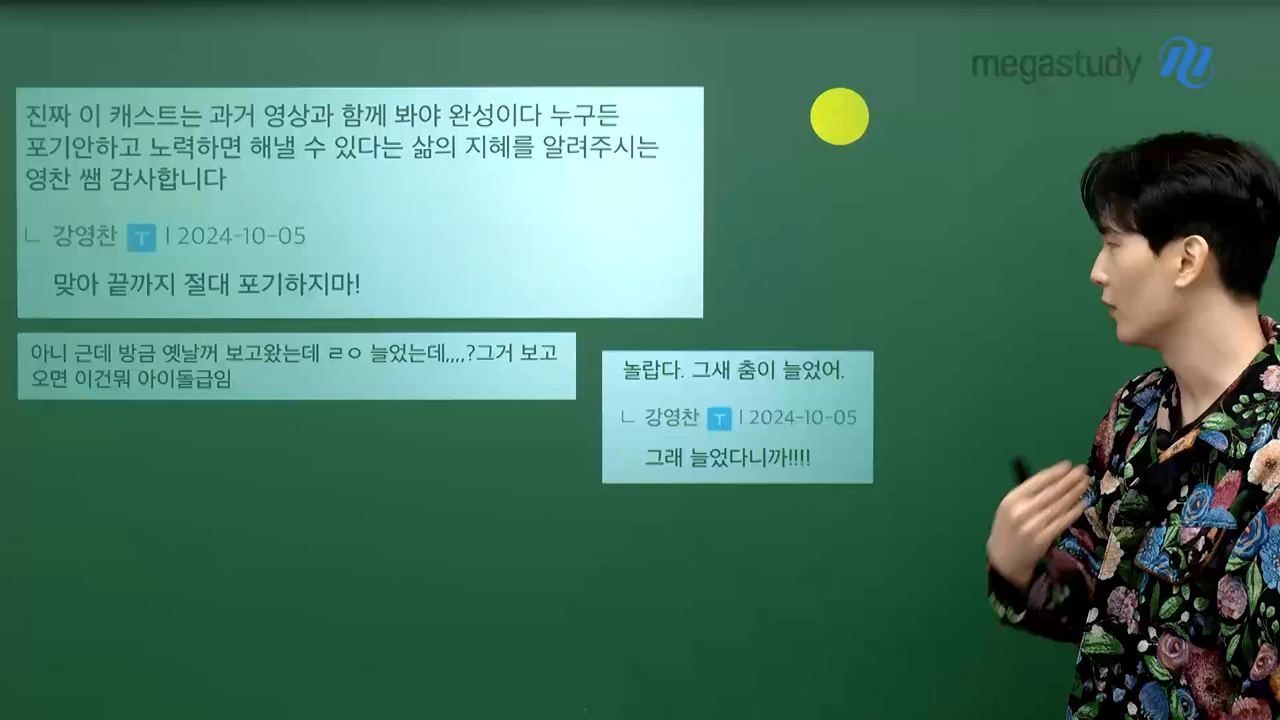 megastudy
진짜 이 캐스트는 과거 영상과 함께 봐야 완성이다 누구든
포기안하고 노력하면 해낼 수 있다는 삶의 지혜를 알려주시는
영찬 쌤 감사합니다
ㄴ 강영찬 T | 2024-10-05
맞아 끝까지 절대 포기하지마!
아니 근데 방금 옛날꺼 보고왔는데 ㄹㅇ 늘었는데,,,,?그거 보고
오면 이건뭐 아이돌급임
놀랍다. 그새 춤이 늘었어.
ㄴ 강영찬 T | 2024-10-05
그래 늘었다니까!!!!